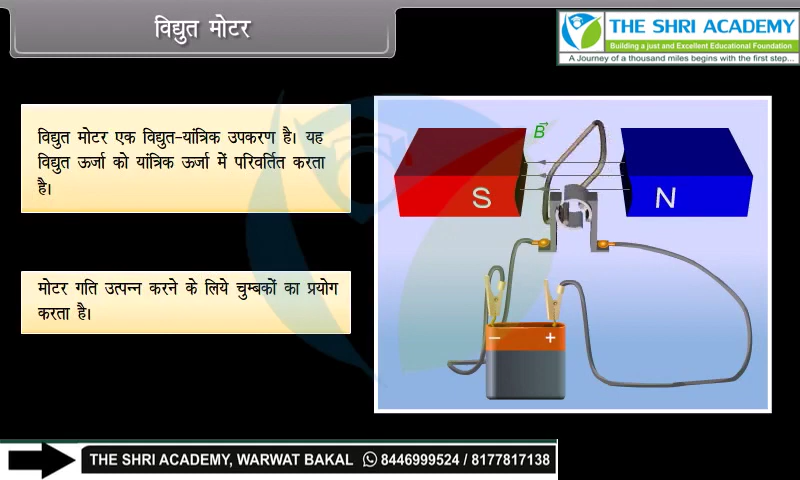 विद्युत मोटर
THE SHRI ACADEMY
Building a just and Excellent Educational Foundation
A Journey of a thousand miles begins with the first step...
विद्युत मोटर एक विद्युत-यांत्रिक उपकरण है। यह
विद्युत ऊर्जा को यांत्रिक ऊर्जा में परिवर्तित करता
है।
मोटर गति उत्पन्न करने के लिये चुम्बकों का प्रयोग
करता है।
B
S
N
− +
THE SHRI ACADEMY, WARWAT BAKAL 8446999524 / 8177817138